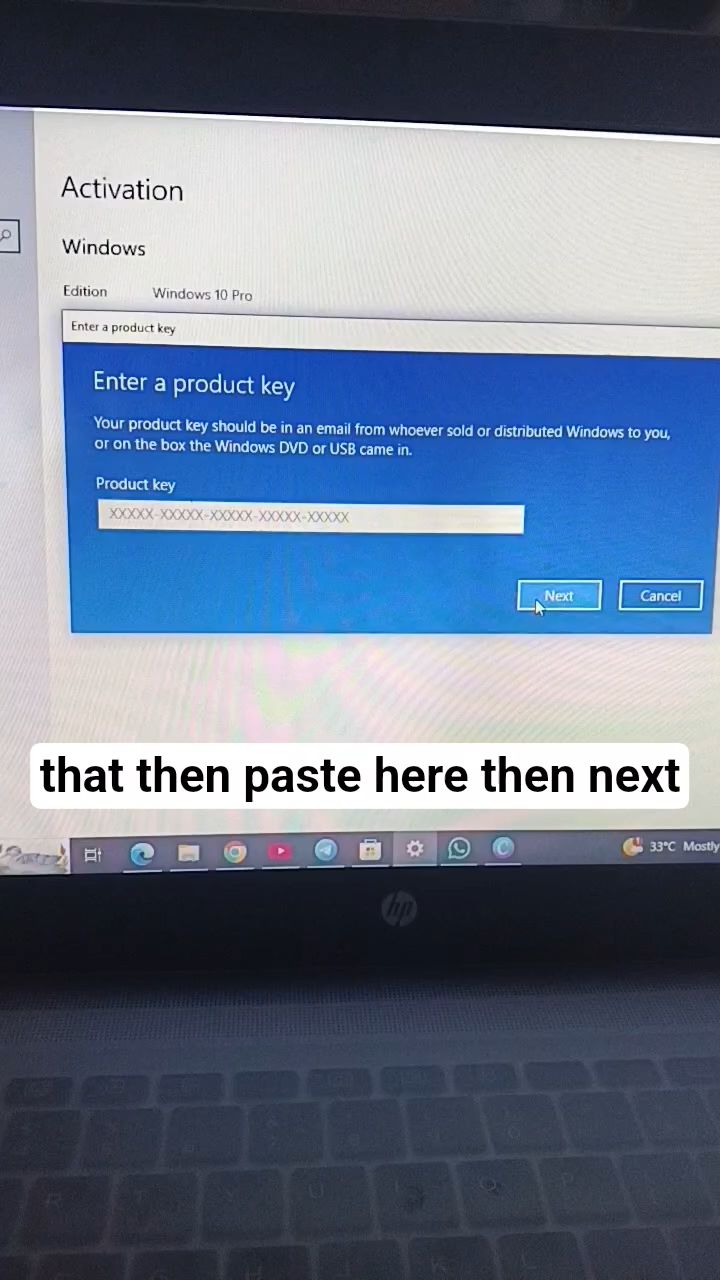 Activation
Windows
Edition Windows 10 Pro
Enter a product key
Enter a product key
Your product key should be in an email from whoever sold or distributed Windows to you,
or on the box the Windows DVD or USB came in.
Product key
XXXXX-XXXXX-XXXXX-XXXXX-XXXXX
Next Cancel
that then paste here then next
33°C Mostly
hp